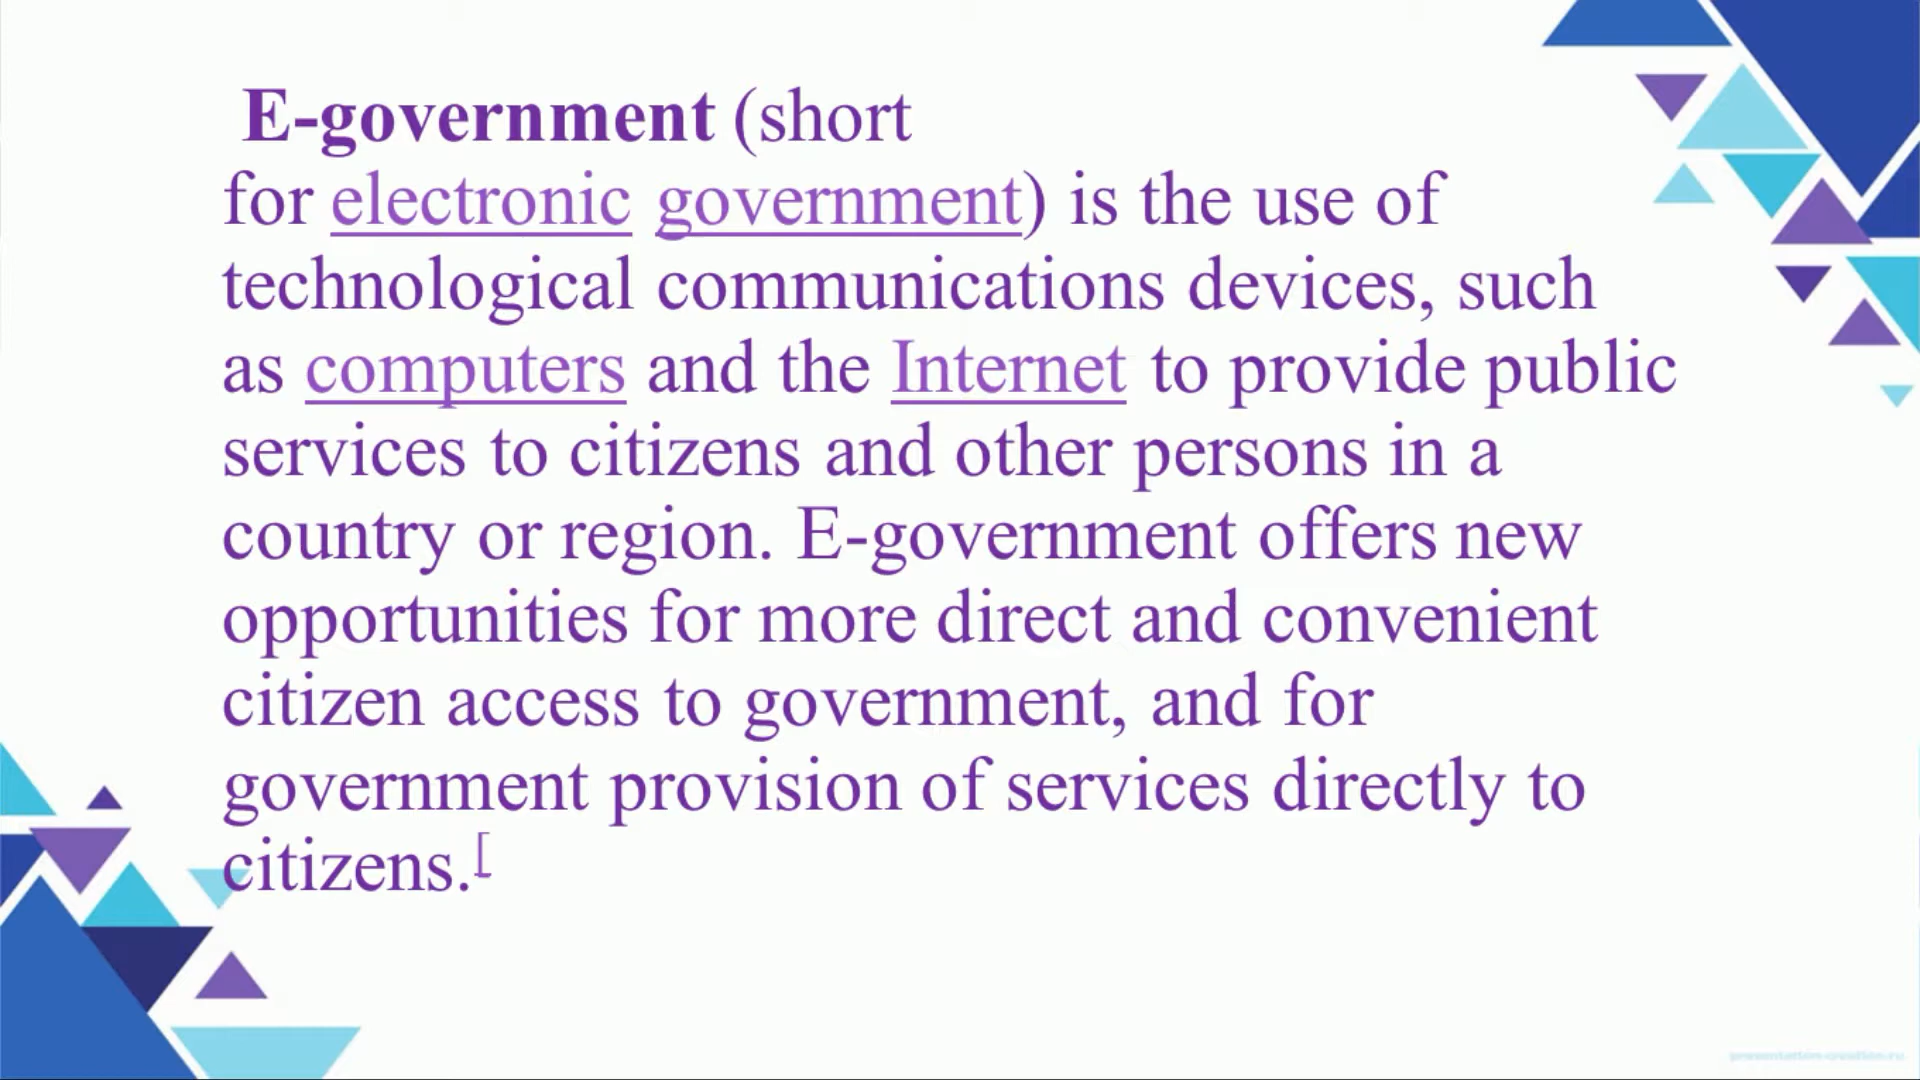 E-government (short
for electronic government) is the use of
technological communications devices, such
as computers and the Internet to provide public
services to citizens and other persons in a
country or region. E-government offers new
opportunities for more direct and convenient
citizen access to government, and for
government provision of services directly to
citizens.[